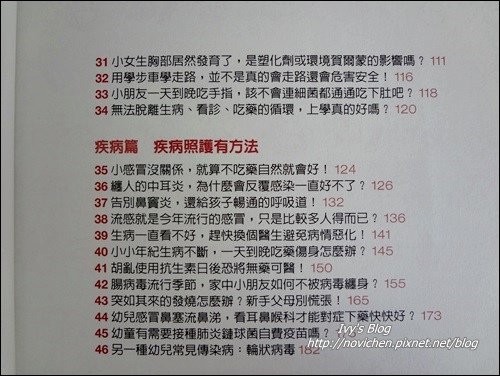 31 小女生胸部居然發育了，是塑化劑或環境賀爾蒙的影響嗎？111
32 用學步車學走路，並不是真的會走路還會危害安全！116
33 小朋友一天到晚吃手指，該不會連細菌都通通吃下肚吧？118
34 無法脫離生病、看診、吃藥的循環，上學真的好嗎？120
疾病篇 疾病照護有方法
35 小感冒沒關係，就算不吃藥自然就會好！124
36 纏人的中耳炎，為什麼會反覆感染一直好不了？126
37 告別鼻竇炎，還給孩子暢通的呼吸道！132
38 流感就是今年流行的感冒，只是比較多人得而已？136
39 生病一直看不好，趕快換個醫生避免病情惡化！141
40 小小年紀生病不斷，一天到晚吃藥傷身怎麼辦？145
41 胡亂使用抗生素日後恐將無藥可醫！150
42 腸病毒流行季節，家中小朋友如何不被病毒纏身？155
43 突如其來的發燒怎麼辦？新手父母別慌張！165
44 幼兒感冒鼻塞流鼻涕，看耳鼻喉科才能對症下藥快快好？173
45 幼童有需要接種肺炎鏈球菌自費疫苗嗎？
46 另一種幼兒常見傳染病：輪狀病毒 182
Ivy's Blog
http://novichen.pixnet.net/blog